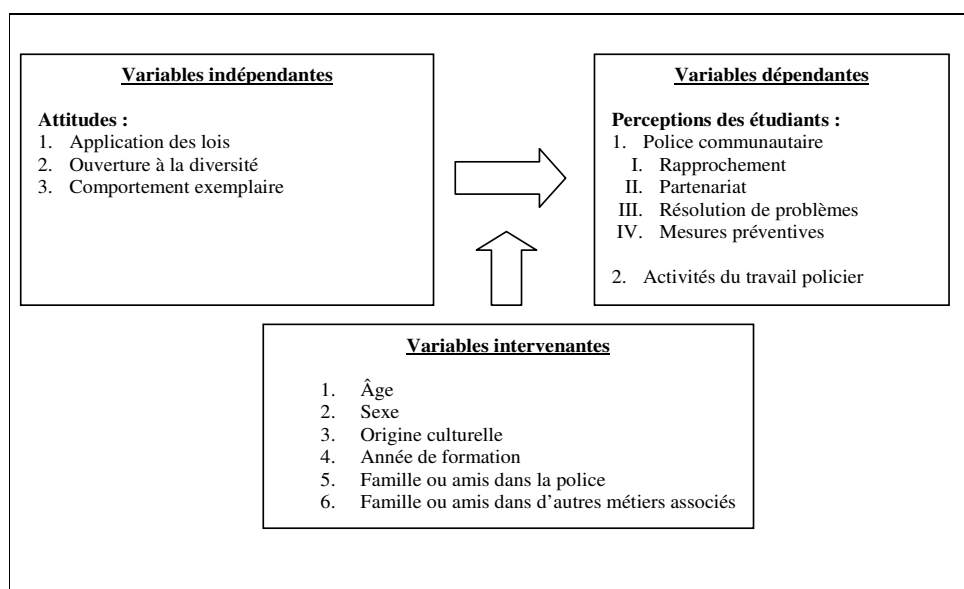 Variables indépendantes
Attitudes :
1. Application des lois
2. Ouverture à la diversité
3. Comportement exemplaire
Variables dépendantes
Perceptions des étudiants :
1. Police communautaire
I. Rapprochement
II. Partenariat
III. Résolution de problèmes
IV. Mesures préventives
2. Activités du travail policier
Variables intervenantes
1. Âge
2. Sexe
3. Origine culturelle
4. Année de formation
5. Famille ou amis dans la police
6. Famille ou amis dans d'autres métiers associés